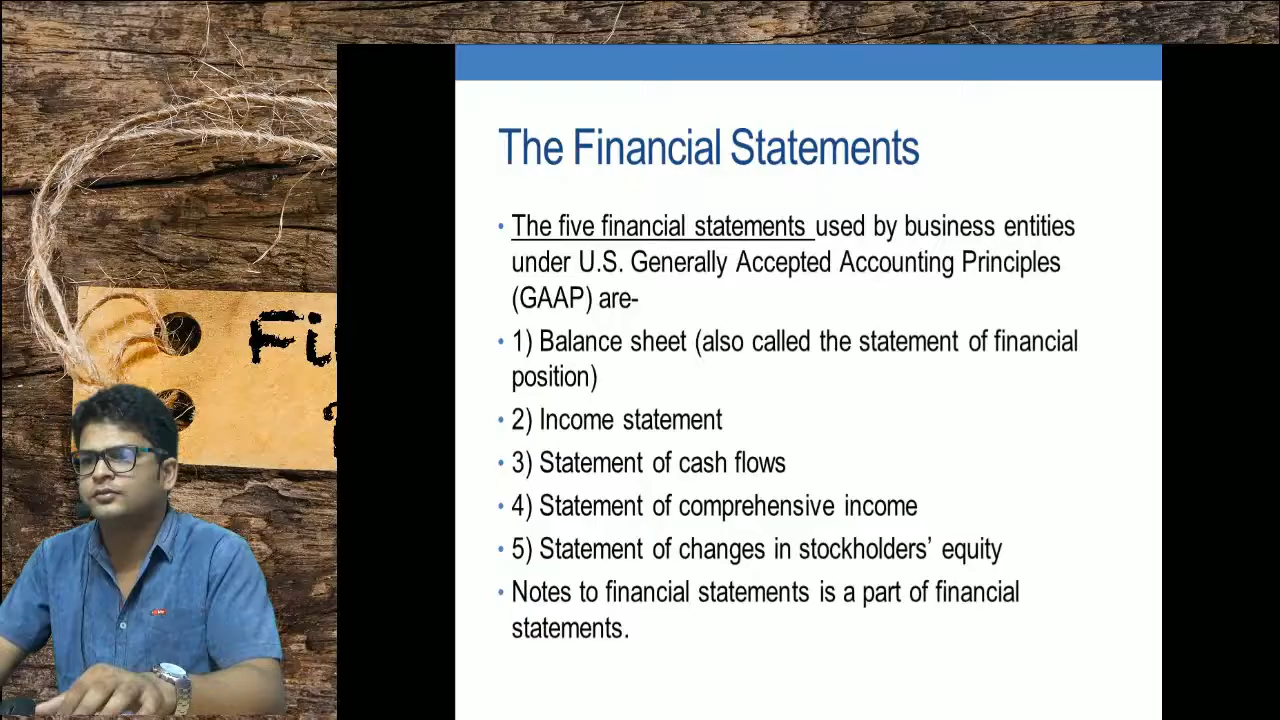 The Financial Statements
• The five financial statements used by business entities
under U.S. Generally Accepted Accounting Principles
(GAAP) are-
• 1) Balance sheet (also called the statement of financial
position)
• 2) Income statement
• 3) Statement of cash flows
• 4) Statement of comprehensive income
• 5) Statement of changes in stockholders’ equity
• Notes to financial statements is a part of financial
statements.
Fi